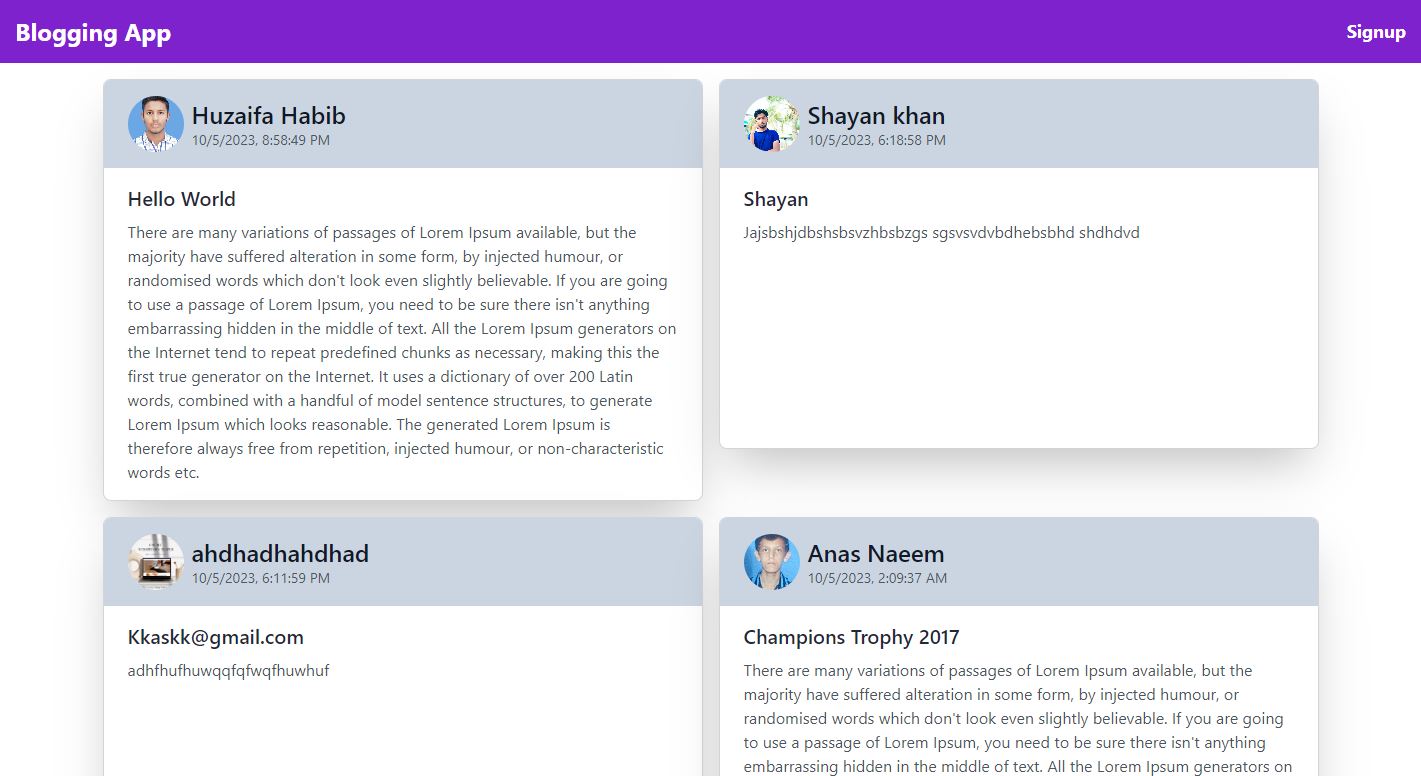 Blogging App
Signup
Huzaifa Habib
10/5/2023, 8:58:49 PM
Hello World
There are many variations of passages of Lorem Ipsum available, but the
majority have suffered alteration in some form, by injected humour, or
randomised words which don't look even slightly believable. If you are going
to use a passage of Lorem Ipsum, you need to be sure there isn't anything
embarrassing hidden in the middle of text. All the Lorem Ipsum generators on
the Internet tend to repeat predefined chunks as necessary, making this the
first true generator on the Internet. It uses a dictionary of over 200 Latin
words, combined with a handful of model sentence structures, to generate
Lorem Ipsum which looks reasonable. The generated Lorem Ipsum is
therefore always free from repetition, injected humour, or non-characteristic
words etc.
Shayan khan
10/5/2023, 6:18:58 PM
Shayan
Jajsbshjdbshsbsvzhbsbzgs sgsvsvdvbdhebsbhd shdhdvd
ahdhadhahdhad
10/5/2023, 6:11:59 PM
Kkaskk@gmail.com
adhfhufhuwqqfqfwqfhuwhuf
Anas Naeem
10/5/2023, 2:09:37 AM
Champions Trophy 2017
There are many variations of passages of Lorem Ipsum available, but the
majority have suffered alteration in some form, by injected humour, or
randomised words which don't look even slightly believable. If you are going
to use a passage of Lorem Ipsum, you need to be sure there isn't anything
embarrassing hidden in the middle of text. All the Lorem Ipsum generators on